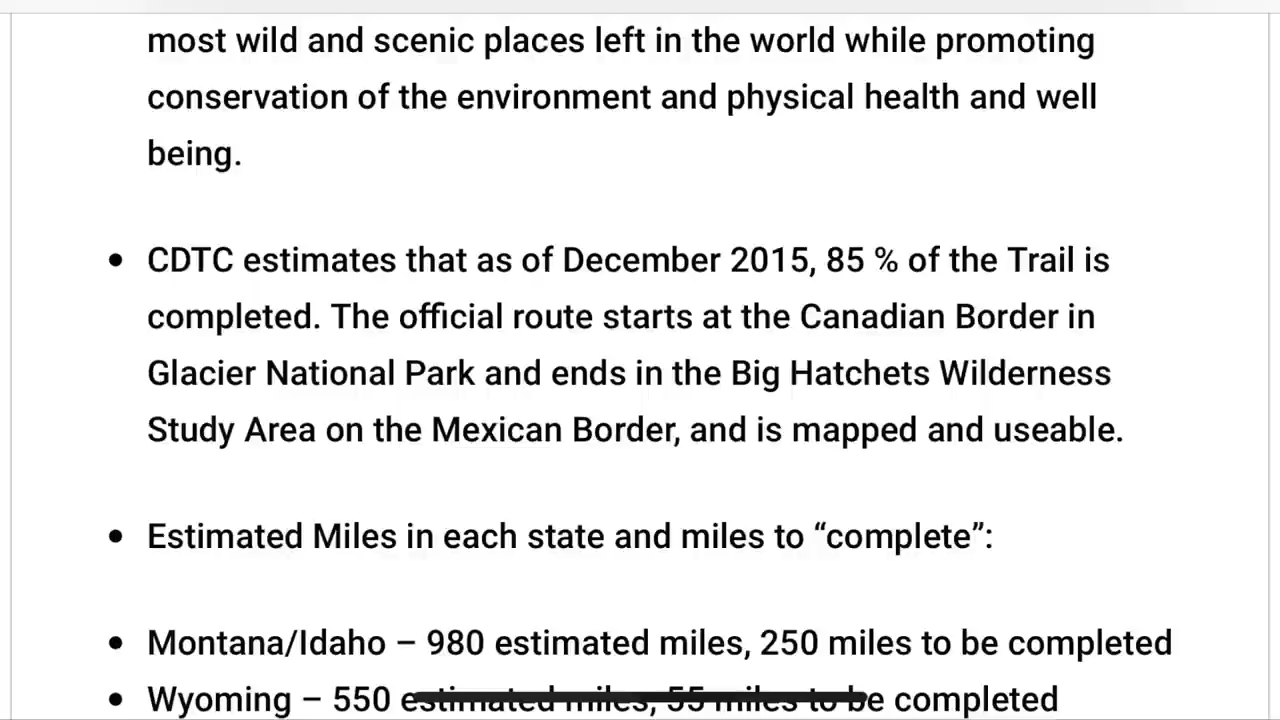 most wild and scenic places left in the world while promoting
conservation of the environment and physical health and well
being.
• CDTC estimates that as of December 2015, 85 % of the Trail is
completed. The official route starts at the Canadian Border in
Glacier National Park and ends in the Big Hatchets Wilderness
Study Area on the Mexican Border, and is mapped and useable.
• Estimated Miles in each state and miles to “complete”:
• Montana/Idaho – 980 estimated miles, 250 miles to be completed
• Wyoming – 550 estimated miles, 55 miles to be completed